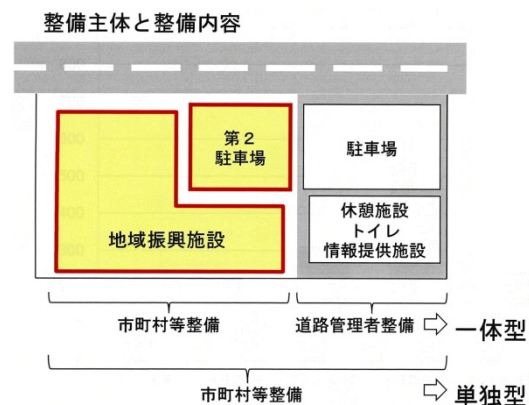 整備主体と整備内容
第２
駐車場
駐車場
地域振興施設
休憩施設
トイレ
情報提供施設
市町村等整備
道路管理者整備
一体型
市町村等整備
単独型